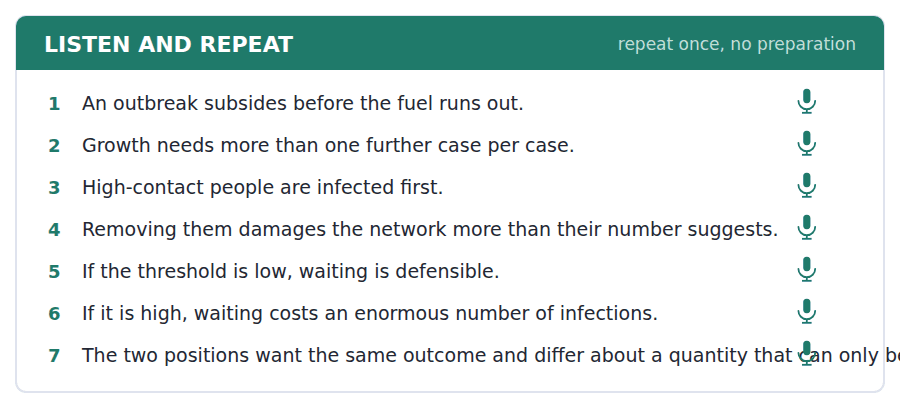 LISTEN AND REPEAT
repeat once, no preparation
1 An outbreak subsides before the fuel runs out.
2 Growth needs more than one further case per case.
3 High-contact people are infected first.
4 Removing them damages the network more than their number suggests.
5 If the threshold is low, waiting is defensible.
6 If it is high, waiting costs an enormous number of infections.
7 The two positions want the same outcome and differ about a quantity that can only be